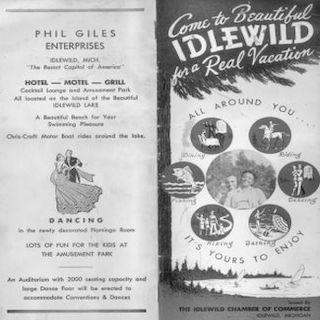 PHIL GILES
ENTERPRISES
IDLEWILD, MICH.
"The Resort Capital of America"
HOTEL — MOTEL — GRILL
Cocktail Lounge and Amusement Park
All located on the Island of the Beautiful
IDLEWILD LAKE
A Beautiful Beach for Your
Swimming Pleasure
Chris-Craft Motor Boat rides around the lake.
DANCING
in the newly decorated Flamingo Room
LOTS OF FUN FOR THE KIDS AT
THE AMUSEMENT PARK
An Auditorium with 2000 seating capacity and
large Dance floor will be erected to
accommodate Conventions & Dances
Come to Beautiful
IDLEWILD
for a Real Vacation
ALL AROUND YOU...
Dining
Riding
Fishing
Dancing
Hiking
Bathing
IT'S YOURS TO ENJOY
Issued By
THE IDLEWILD CHAMBER OF COMMERCE
IDLEWILD, MICHIGAN